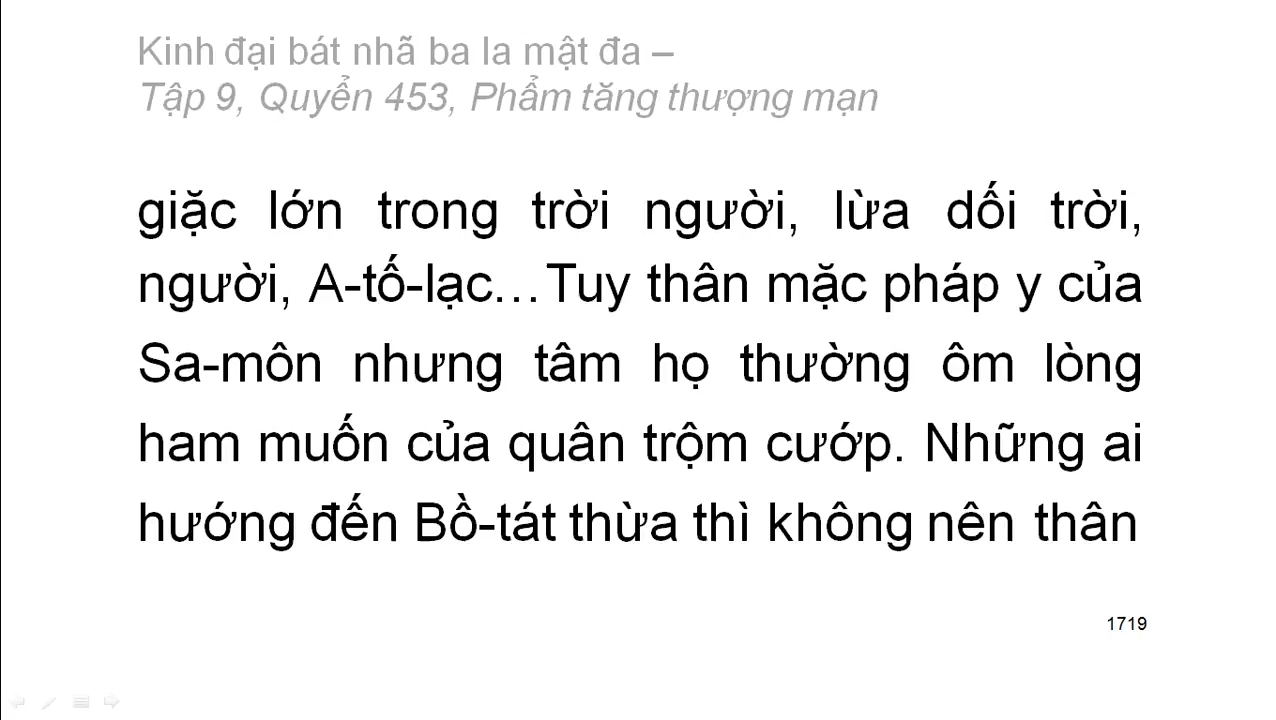 Kinh đại bát nhã ba la mật đa –
Tập 9, Quyển 453, Phẩm tăng thượng mạn
giặc lớn trong trời người, lừa dối trời,
người, A-tố-lạc…Tuy thân mặc pháp y của
Sa-môn nhưng tâm họ thường ôm lòng
ham muốn của quân trộm cướp. Những ai
hướng đến Bồ-tát thừa thì không nên thân
1719